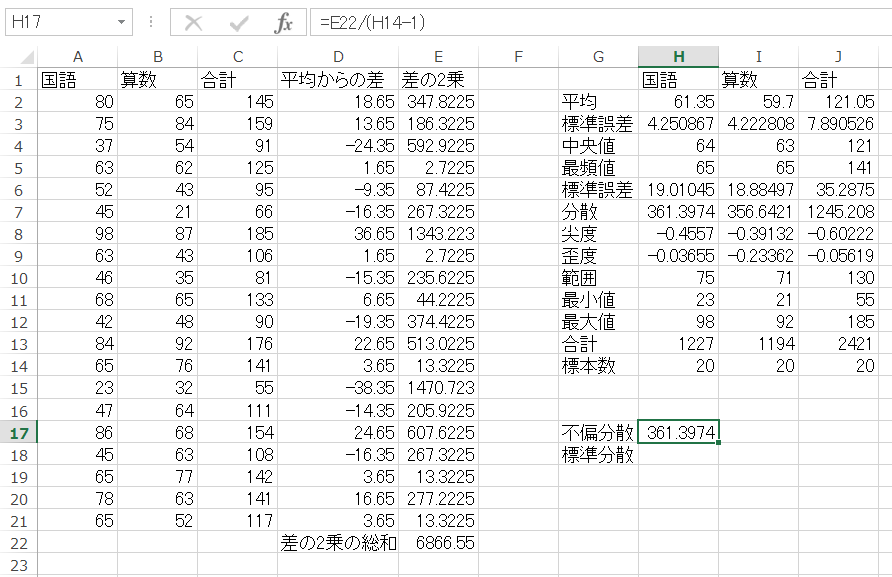 H17 =E22/(H14-1)
A B C D E F G H I J
1 国語 算数 合計 平均からの差 差の2乗 国語 算数 合計
2 80 65 145 18.65 347.8225 平均 61.35 59.7 121.05
3 75 84 159 13.65 186.3225 標準誤差 4.250867 4.222808 7.890526
4 37 54 91 -24.35 592.9225 中央値 64 63 121
5 63 62 125 1.65 2.7225 最頻値 65 65 141
6 52 43 95 -9.35 87.4225 標準誤差 19.01045 18.88497 35.2875
7 45 21 66 -16.35 267.3225 分散 361.3974 356.6421 1245.208
8 98 87 185 36.65 1343.223 尖度 -0.4557 -0.39132 -0.60222
9 63 43 106 1.65 2.7225 歪度 -0.03655 -0.23362 -0.05619
10 46 35 81 -15.35 235.6225 範囲 75 71 130
11 68 65 133 6.65 44.2225 最小値 23 21 55
12 42 48 90 -19.35 374.4225 最大値 98 92 185
13 84 92 176 22.65 513.0225 合計 1227 1194 2421
14 65 76 141 3.65 13.3225 標本数 20 20 20
15 23 32 55 -38.35 1470.723
16 47 64 111 -14.35 205.9225
17 86 68 154 24.65 607.6225 不偏分散 361.3974
18 45 63 108 -16.35 267.3225 標準分散
19 65 77 142 3.65 13.3225
20 78 63 141 16.65 277.2225
21 65 52 117 3.65 13.3225
22 差の2乗の総和 6866.55
23